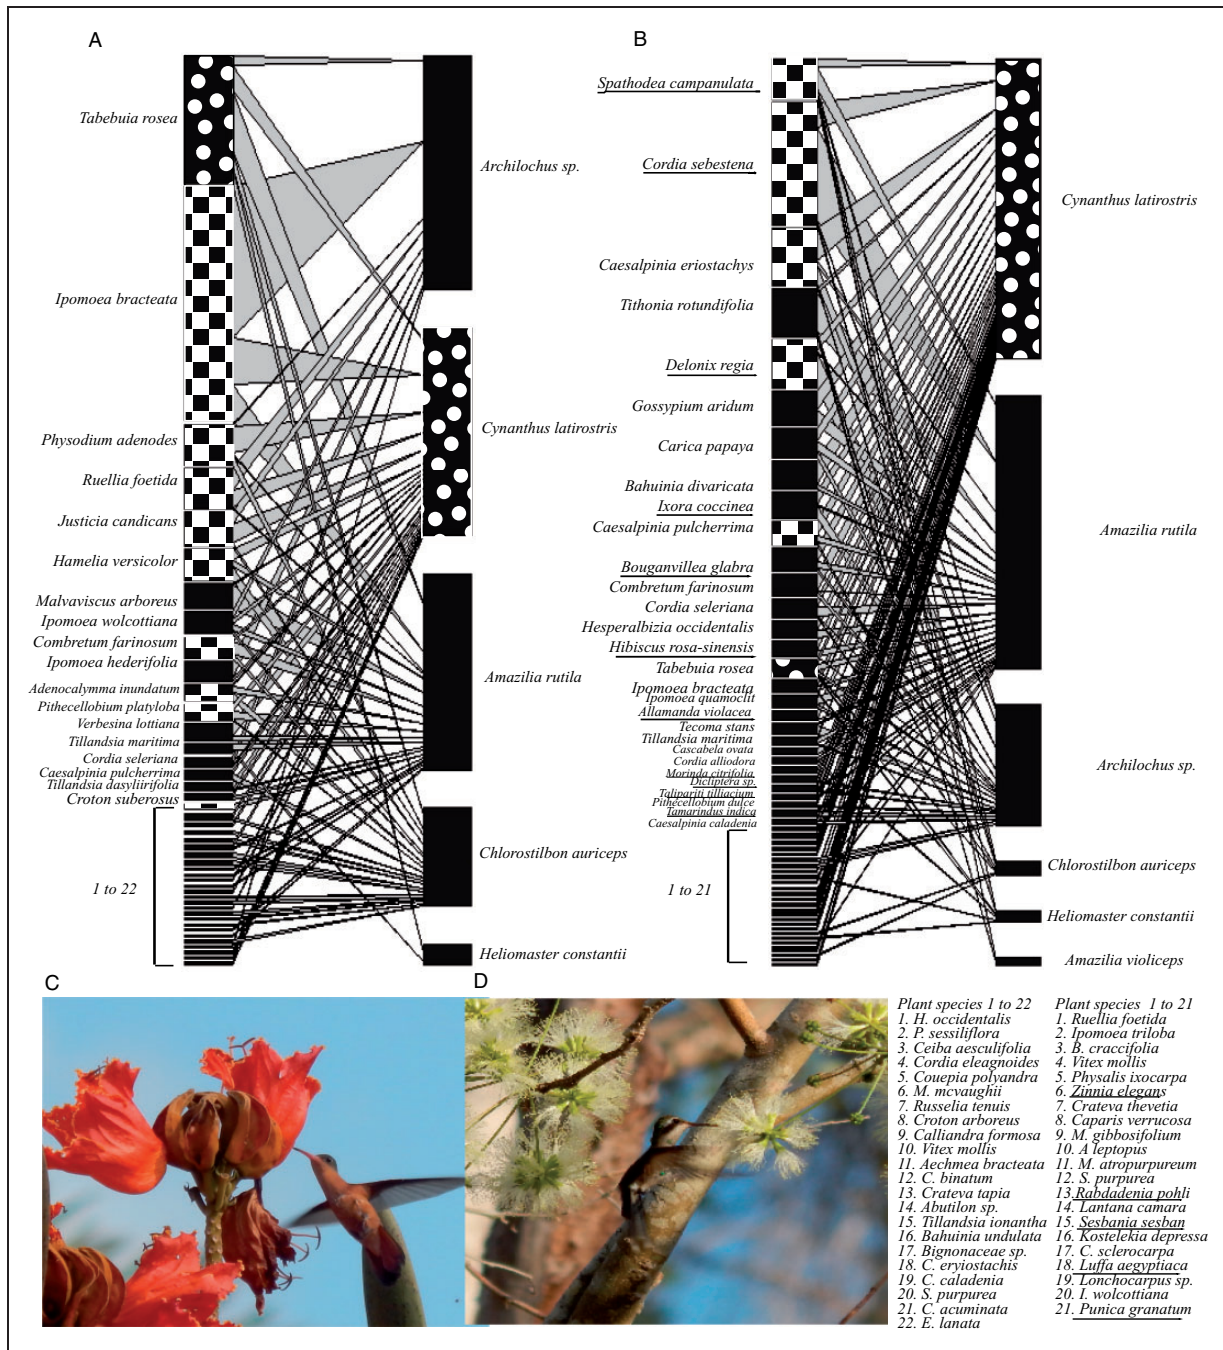 A
Tabebuia rosea
Ipomoea bracteata
Physodium adenodes
Ruellia foetida
Justicia candicans
Hamelia versicolor
Malvaviscus arboreus
Ipomoea wolcottiana
Combretum farinosum
Ipomoea hederifolia
Adenocalymma inundatum
Pithecellobium platyloba
Verbesina lottiana
Tillandsia maritima
Cordia seleriana
Caesalpinia pulcherrima
Tillandsia dasyliirifolia
Croton suberosus
1 to 22
Archilochus sp.
Cynanthus latirostris
Amazilia rutila
Chlorostilbon auriceps
Heliomaster constantii
B
Spathodea campanulata
Cordia sebestena
Caesalpinia eriostachys
Tithonia rotundifolia
Delonix regia
Gossypium aridum
Carica papaya
Bahuinia divaricata
Ixora coccinea
Caesalpinia pulcherrima
Bouganvillea glabra
Combretum farinosum
Cordia seleriana
Hesperalbizia occidentalis
Hibiscus rosa-sinensis
Tabebuia rosea
Ipomoea bracteata
Ipomoea quamoclit
Allamanda violacea
Tecoma stans
Tillandsia maritima
Cascabela ovata
Cordia alliodora
Morinda citrifolia
Dicliptera sp.
Talipariti tilliacium
Pithecellobium dulce
Tamarindus indica
Caesalpinia caladenia
1 to 21
Cynanthus latirostris
Amazilia rutila
Archilochus sp.
Chlorostilbon auriceps
Heliomaster constantii
Amazilia violiceps
C
D
Plant species 1 to 22
1. H. occidentalis
2. P. sessiliflora
3. Ceiba aesculifolia
4. Cordia eleagnoides
5. Couepia polyandra
6. M. mcvaughii
7. Russelia tenuis
8. Croton arboreus
9. Calliandra formosa
10. Vitex mollis
11. Aechmea bracteata
12. C. binatum
13. Crateva tapia
14. Abutilon sp.
15. Tillandsia ionantha
16. Bahuinia undulata
17. Bignonaceae sp.
18. C. eryiostachis
19. C. caladenia
20. S. purpurea
21. C. acuminata
22. E. lanata
Plant species 1 to 21
1. Ruellia foetida
2. Ipomoea triloba
3. B. craccifolia
4. Vitex mollis
5. Physalis ixocarpa
6. Zinnia elegans
7. Crateva thevetia
8. Caparis verrucosa
9. M. gibbosifolium
10. A leptopus
11. M. atropurpureum
12. S. purpurea
13.Rabdadenia pohli
14. Lantana camara
15. Sesbania sesban
16. Kostelekia depressa
17. C. sclerocarpa
18. Luffa aegyptiaca
19. Lonchocarpus sp.
20. I. wolcottiana
21. Punica granatum